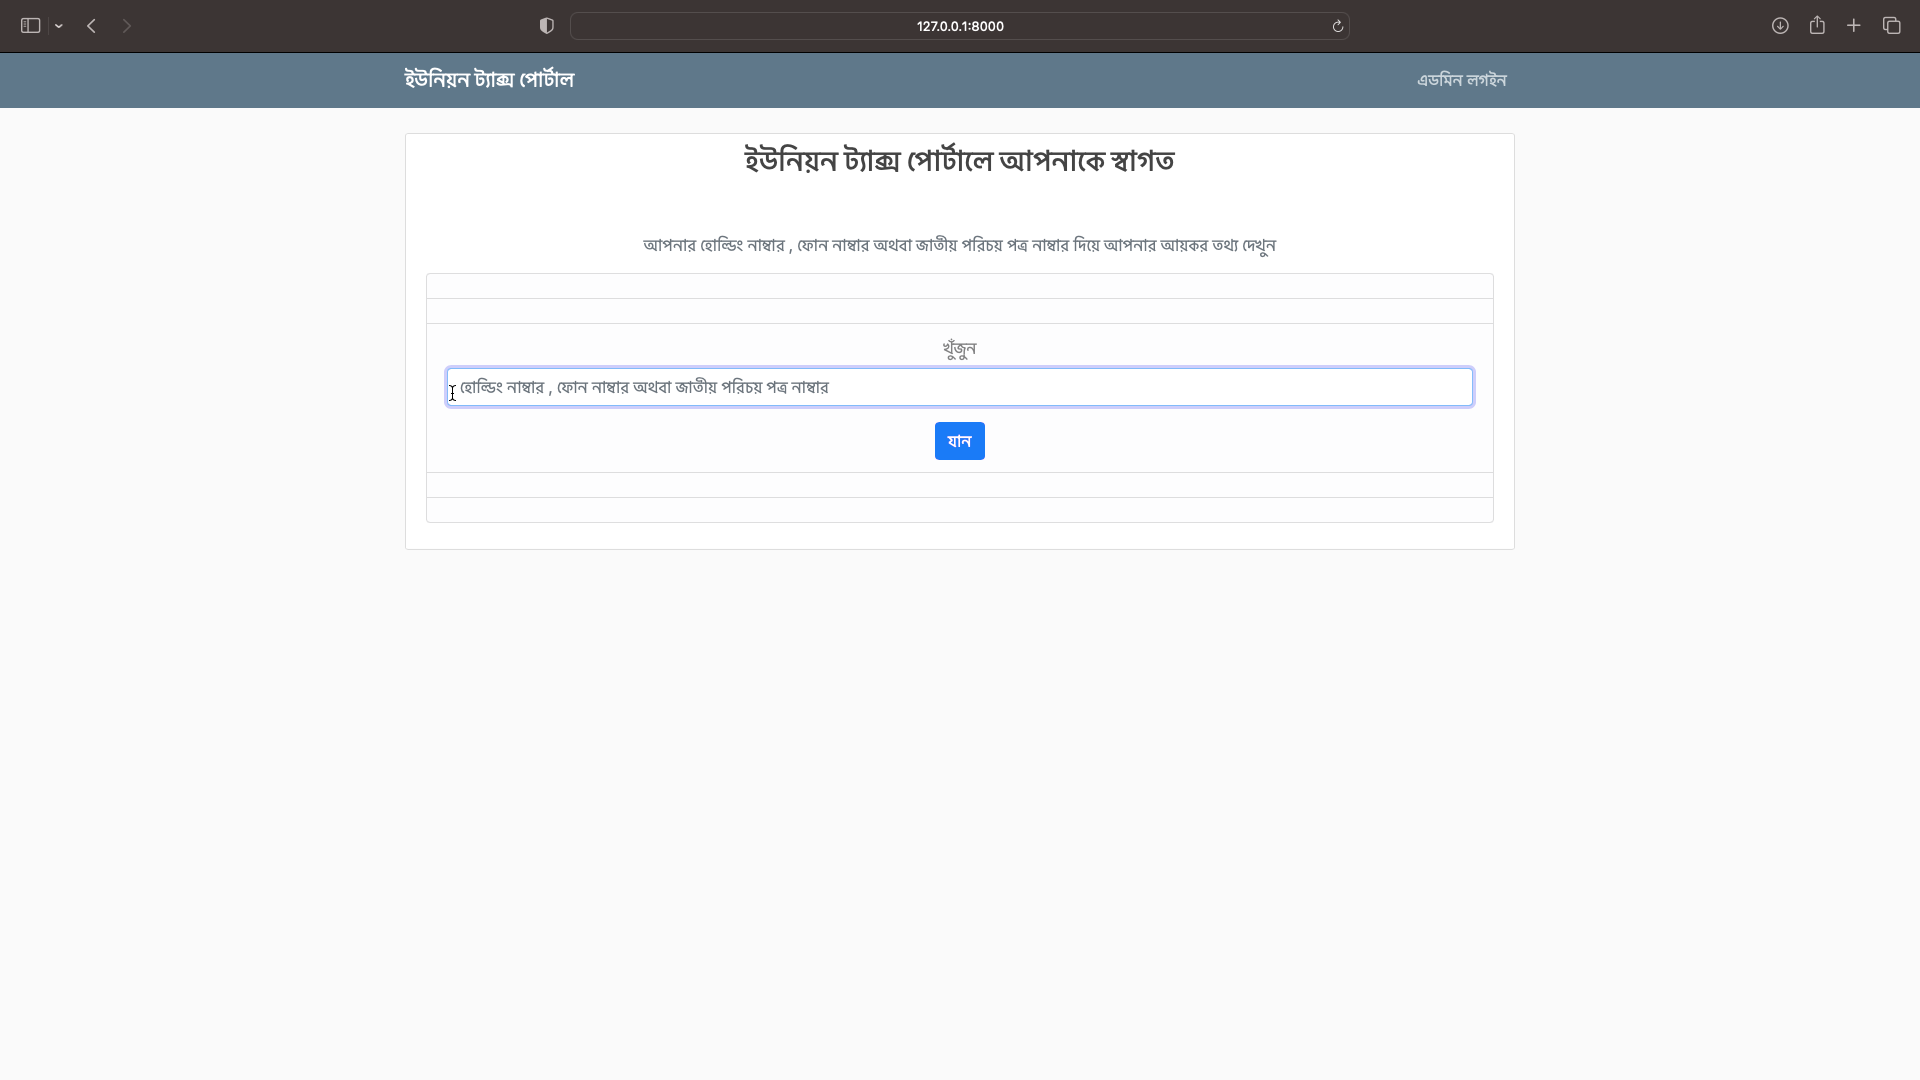 127.0.0.1:8000
ইউনিয়ন ট্যাক্স পোর্টাল
এডমিন লগইন
ইউনিয়ন ট্যাক্স পোর্টালে আপনাকে স্বাগত
আপনার হোল্ডিং নাম্বার , ফোন নাম্বার অথবা জাতীয় পরিচয় পত্র নাম্বার দিয়ে আপনার আয়কর তথ্য দেখুন
খুঁজুন
হোল্ডিং নাম্বার , ফোন নাম্বার অথবা জাতীয় পরিচয় পত্র নাম্বার
যান